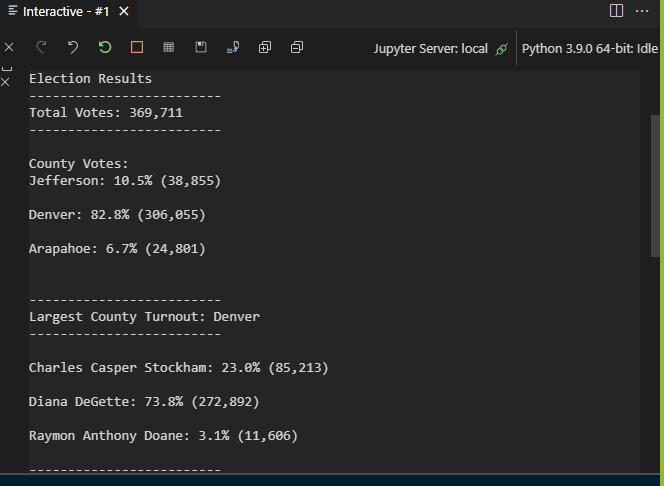 Interactive - #1
Jupyter Server: local
Python 3.9.0 64-bit: Idle
Election Results
-------------------------
Total Votes: 369,711
-------------------------
County Votes:
Jefferson: 10.5% (38,855)
Denver: 82.8% (306,055)
Arapahoe: 6.7% (24,801)
-------------------------
Largest County Turnout: Denver
-------------------------
Charles Casper Stockham: 23.0% (85,213)
Diana DeGette: 73.8% (272,892)
Raymon Anthony Doane: 3.1% (11,606)
-------------------------